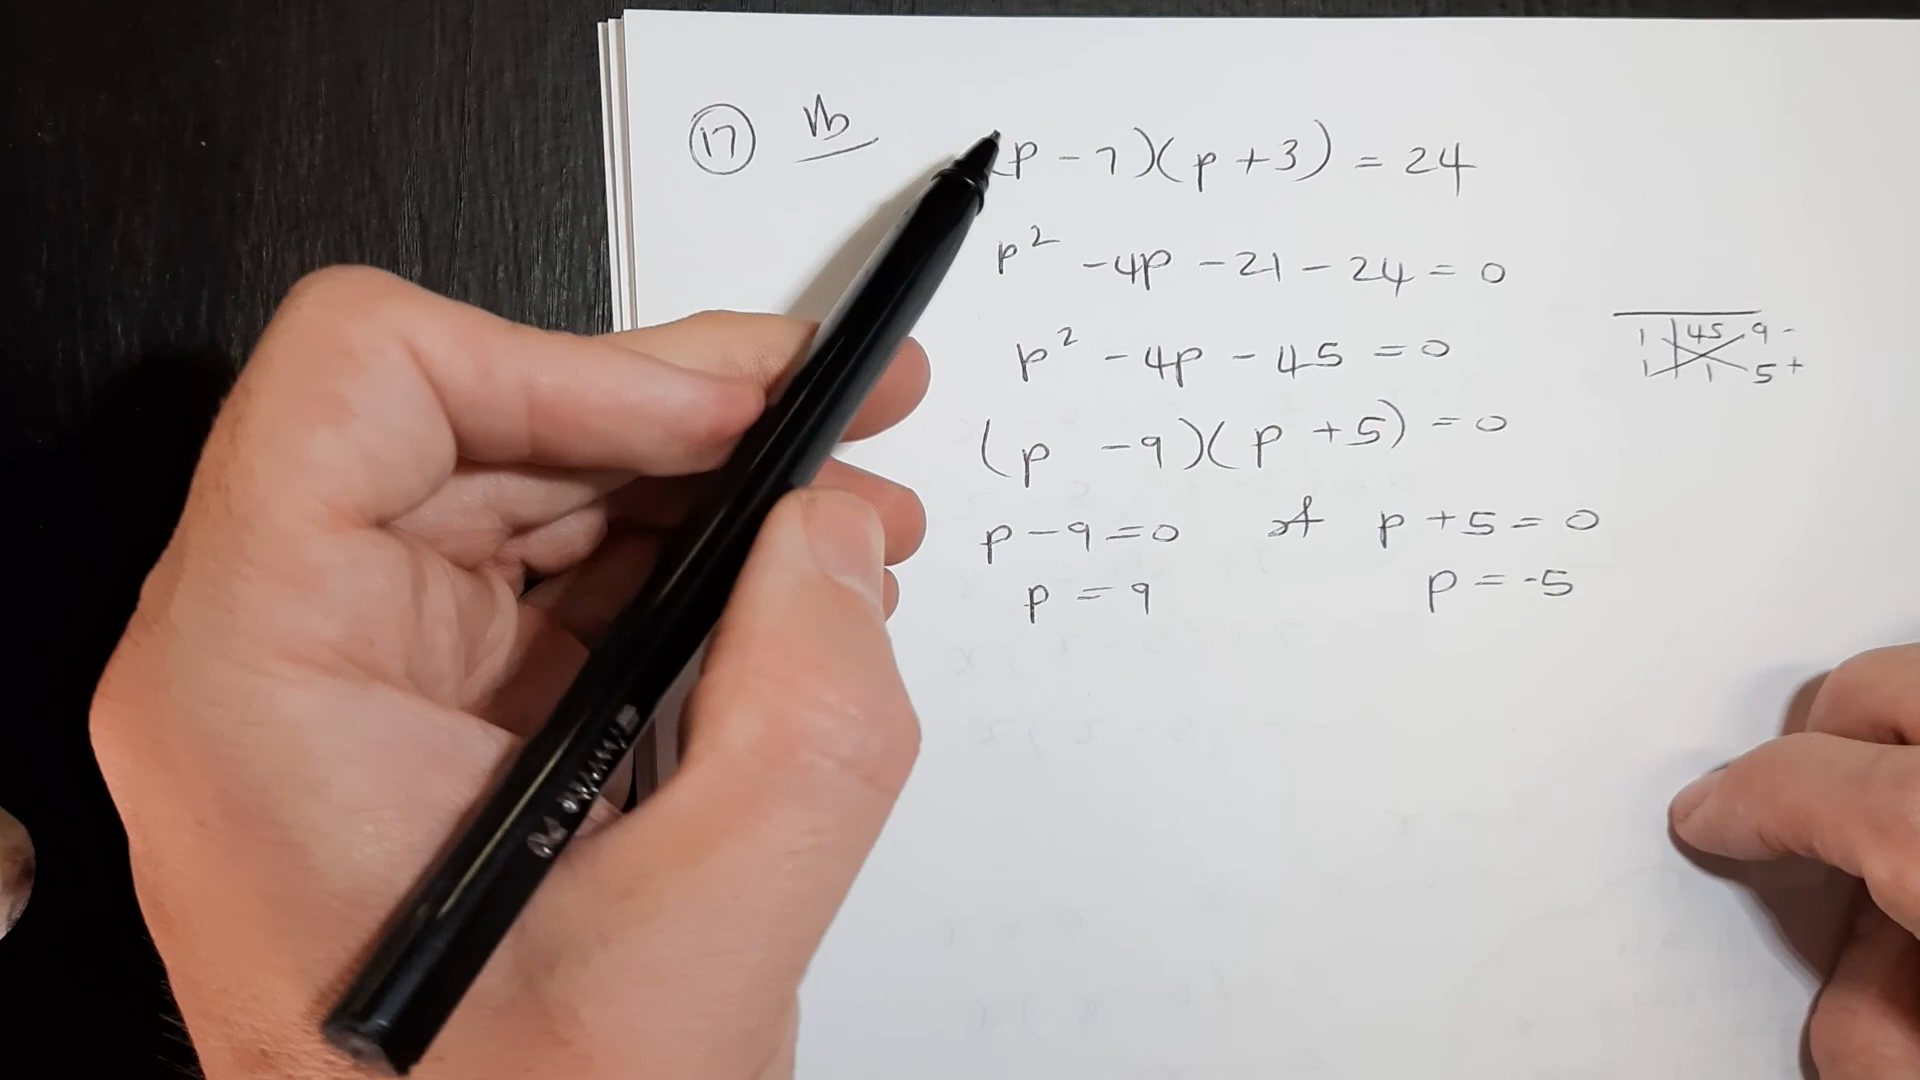 17 Vb (p - 7)(p + 3) = 24
p² - 4p - 21 - 24 = 0
p² - 4p - 45 = 0
1 45 9 -
1 1 5 +
(p - 9)(p + 5) = 0
p - 9 = 0 of p + 5 = 0
p = 9 p = -5